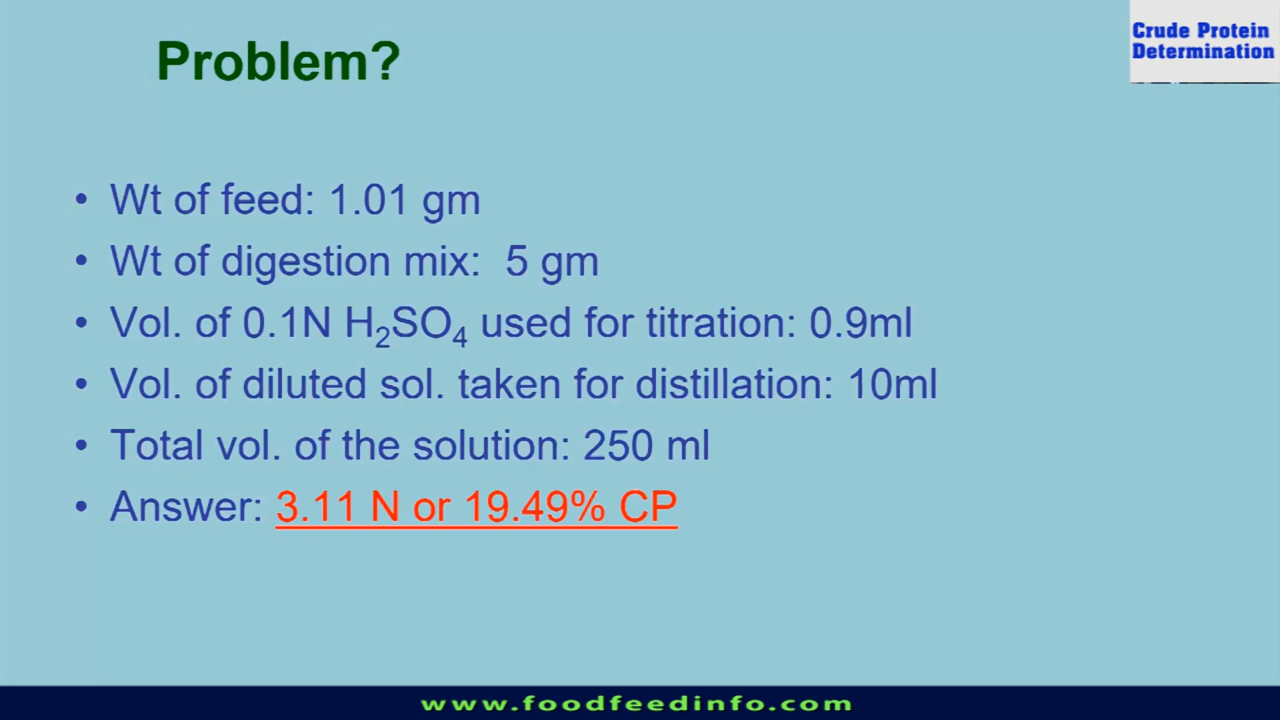 Problem?
Crude Protein
Determination
• Wt of feed: 1.01 gm
• Wt of digestion mix:  5 gm
• Vol. of 0.1N H₂SO₄ used for titration: 0.9ml
• Vol. of diluted sol. taken for distillation: 10ml
• Total vol. of the solution: 250 ml
• Answer: 3.11 N or 19.49% CP
www.foodfeedinfo.com